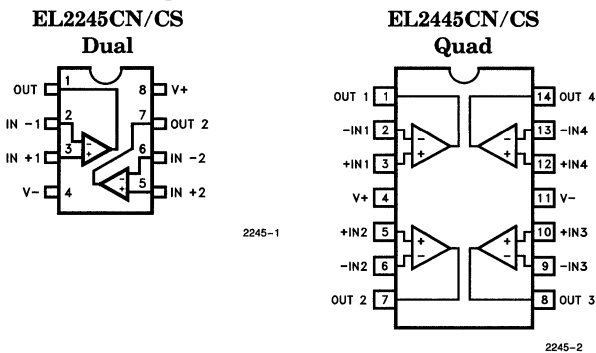 EL2245CN/CS
Dual
OUT 1 8 V+
IN -1 2 7 OUT 2
IN +1 3 6 IN -2
V- 4 5 IN +2
- +
- +
2245-1
EL2445CN/CS
Quad
OUT 1 1 14 OUT 4
-IN1 2 - - 13 -IN4
+IN1 3 + + 12 +IN4
V+ 4 11 V-
+IN2 5 + + 10 +IN3
-IN2 6 - - 9 -IN3
OUT 2 7 8 OUT 3
2245-2